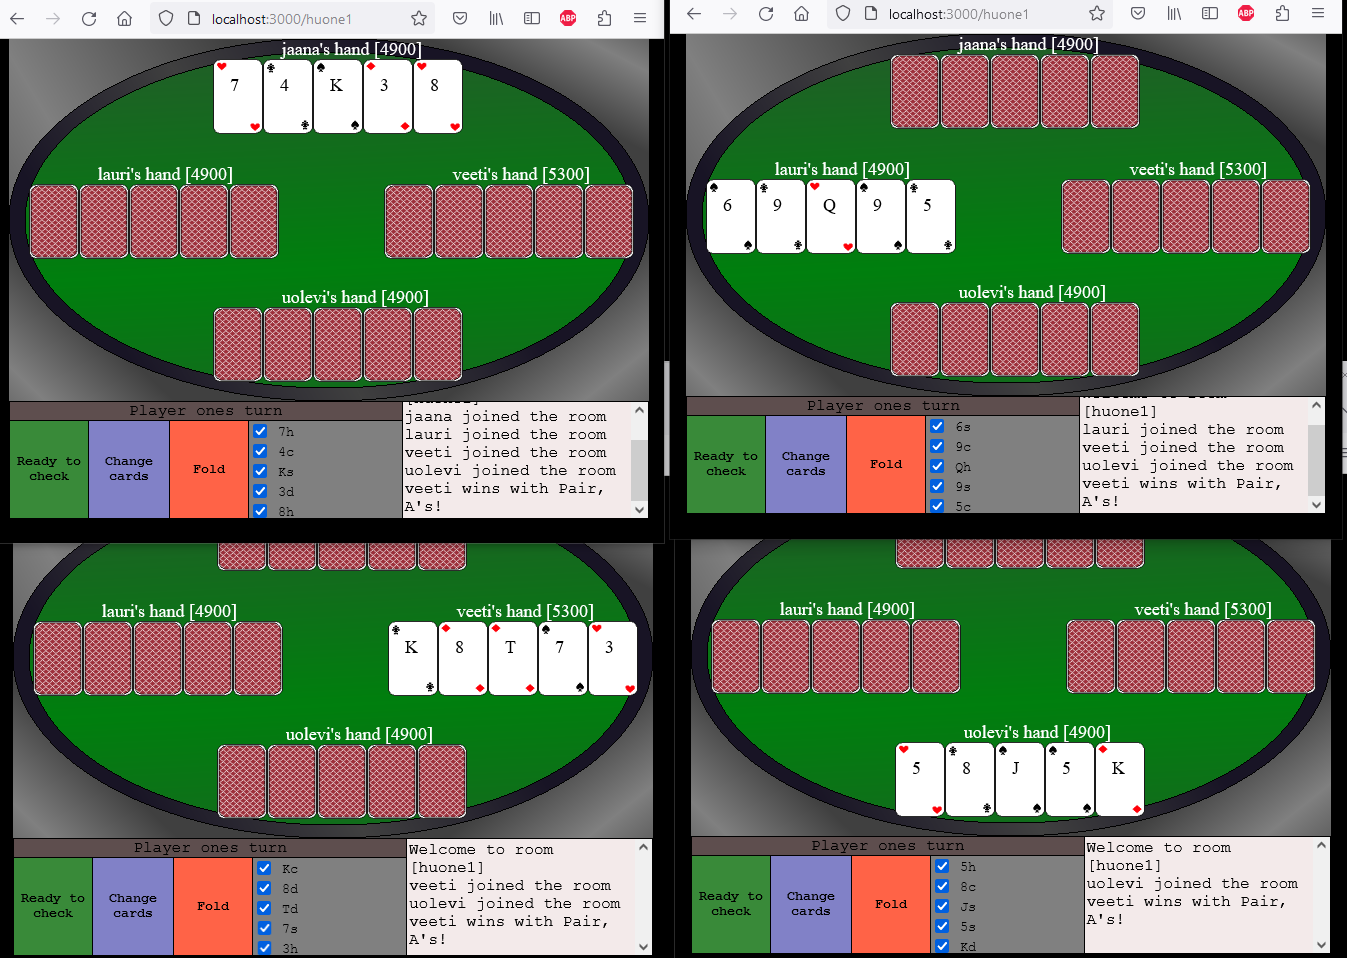 localhost:3000/huone1
ABP
jaana's hand [4900]
7 4 K 3 8
lauri's hand [4900]
veeti's hand [5300]
uolevi's hand [4900]
Player ones turn
Ready to check
Change cards
Fold
7h
4c
Ks
3d
8h
jaana joined the room
lauri joined the room
veeti joined the room
uolevi joined the room
veeti wins with Pair,
A's!
localhost:3000/huone1
ABP
jaana's hand [4900]
lauri's hand [4900]
6 9 Q 9 5
veeti's hand [5300]
uolevi's hand [4900]
Player ones turn
Ready to check
Change cards
Fold
6s
9c
Qh
9s
5c
[huone1]
lauri joined the room
veeti joined the room
uolevi joined the room
veeti wins with Pair,
A's!
lauri's hand [4900]
veeti's hand [5300]
K 8 T 7 3
uolevi's hand [4900]
Player ones turn
Ready to check
Change cards
Fold
Kc
8d
Td
7s
3h
Welcome to room
[huone1]
veeti joined the room
uolevi joined the room
veeti wins with Pair,
A's!
lauri's hand [4900]
veeti's hand [5300]
uolevi's hand [4900]
5 8 J 5 K
Player ones turn
Ready to check
Change cards
Fold
5h
8c
Js
5s
Kd
Welcome to room
[huone1]
uolevi joined the room
veeti wins with Pair,
A's!